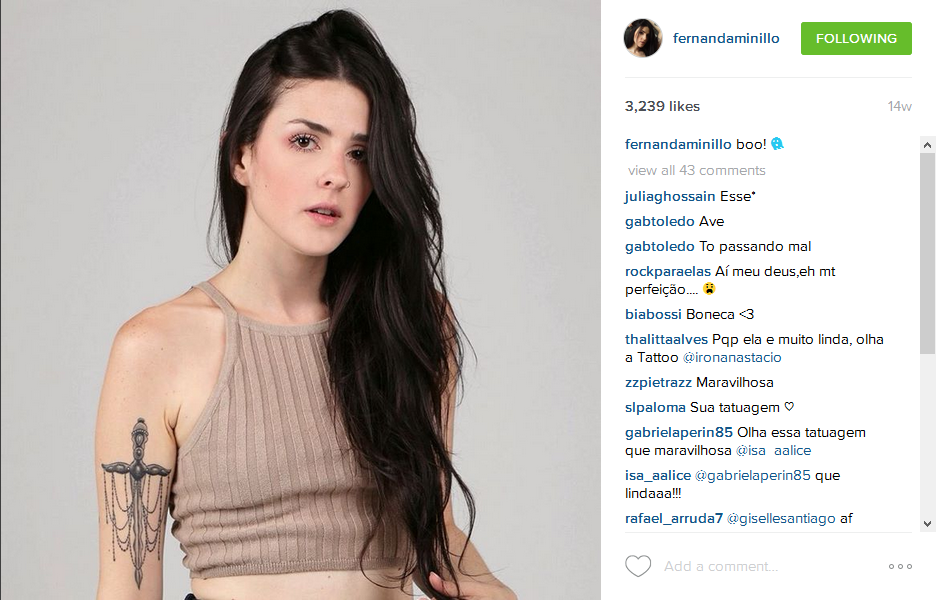 fernandaminillo FOLLOWING
3,239 likes 14w
fernandaminillo boo!
view all 43 comments
juliaghossain Esse*
gabtoledo Ave
gabtoledo To passando mal
rockparaelas Aí meu deus,eh mt
perfeição....
biabossi Boneca <3
thalittaalves Pqp ela e muito linda, olha
a Tattoo @ironanastacio
zzpietrazz Maravilhosa
slpaloma Sua tatuagem ♡
gabrielaperin85 Olha essa tatuagem
que maravilhosa @isa_aalice
isa_aalice @gabrielaperin85 que
lindaaa!!!
rafael_arruda7 @gisellesantiago af
Add a comment...